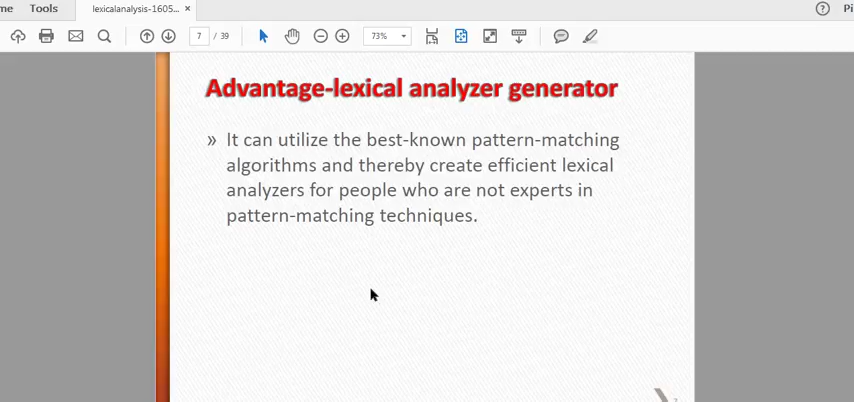 me Tools lexicalanalysis-1605... × ? Pi
7 / 39 73%
Advantage-lexical analyzer generator
» It can utilize the best-known pattern-matching
algorithms and thereby create efficient lexical
analyzers for people who are not experts in
pattern-matching techniques.